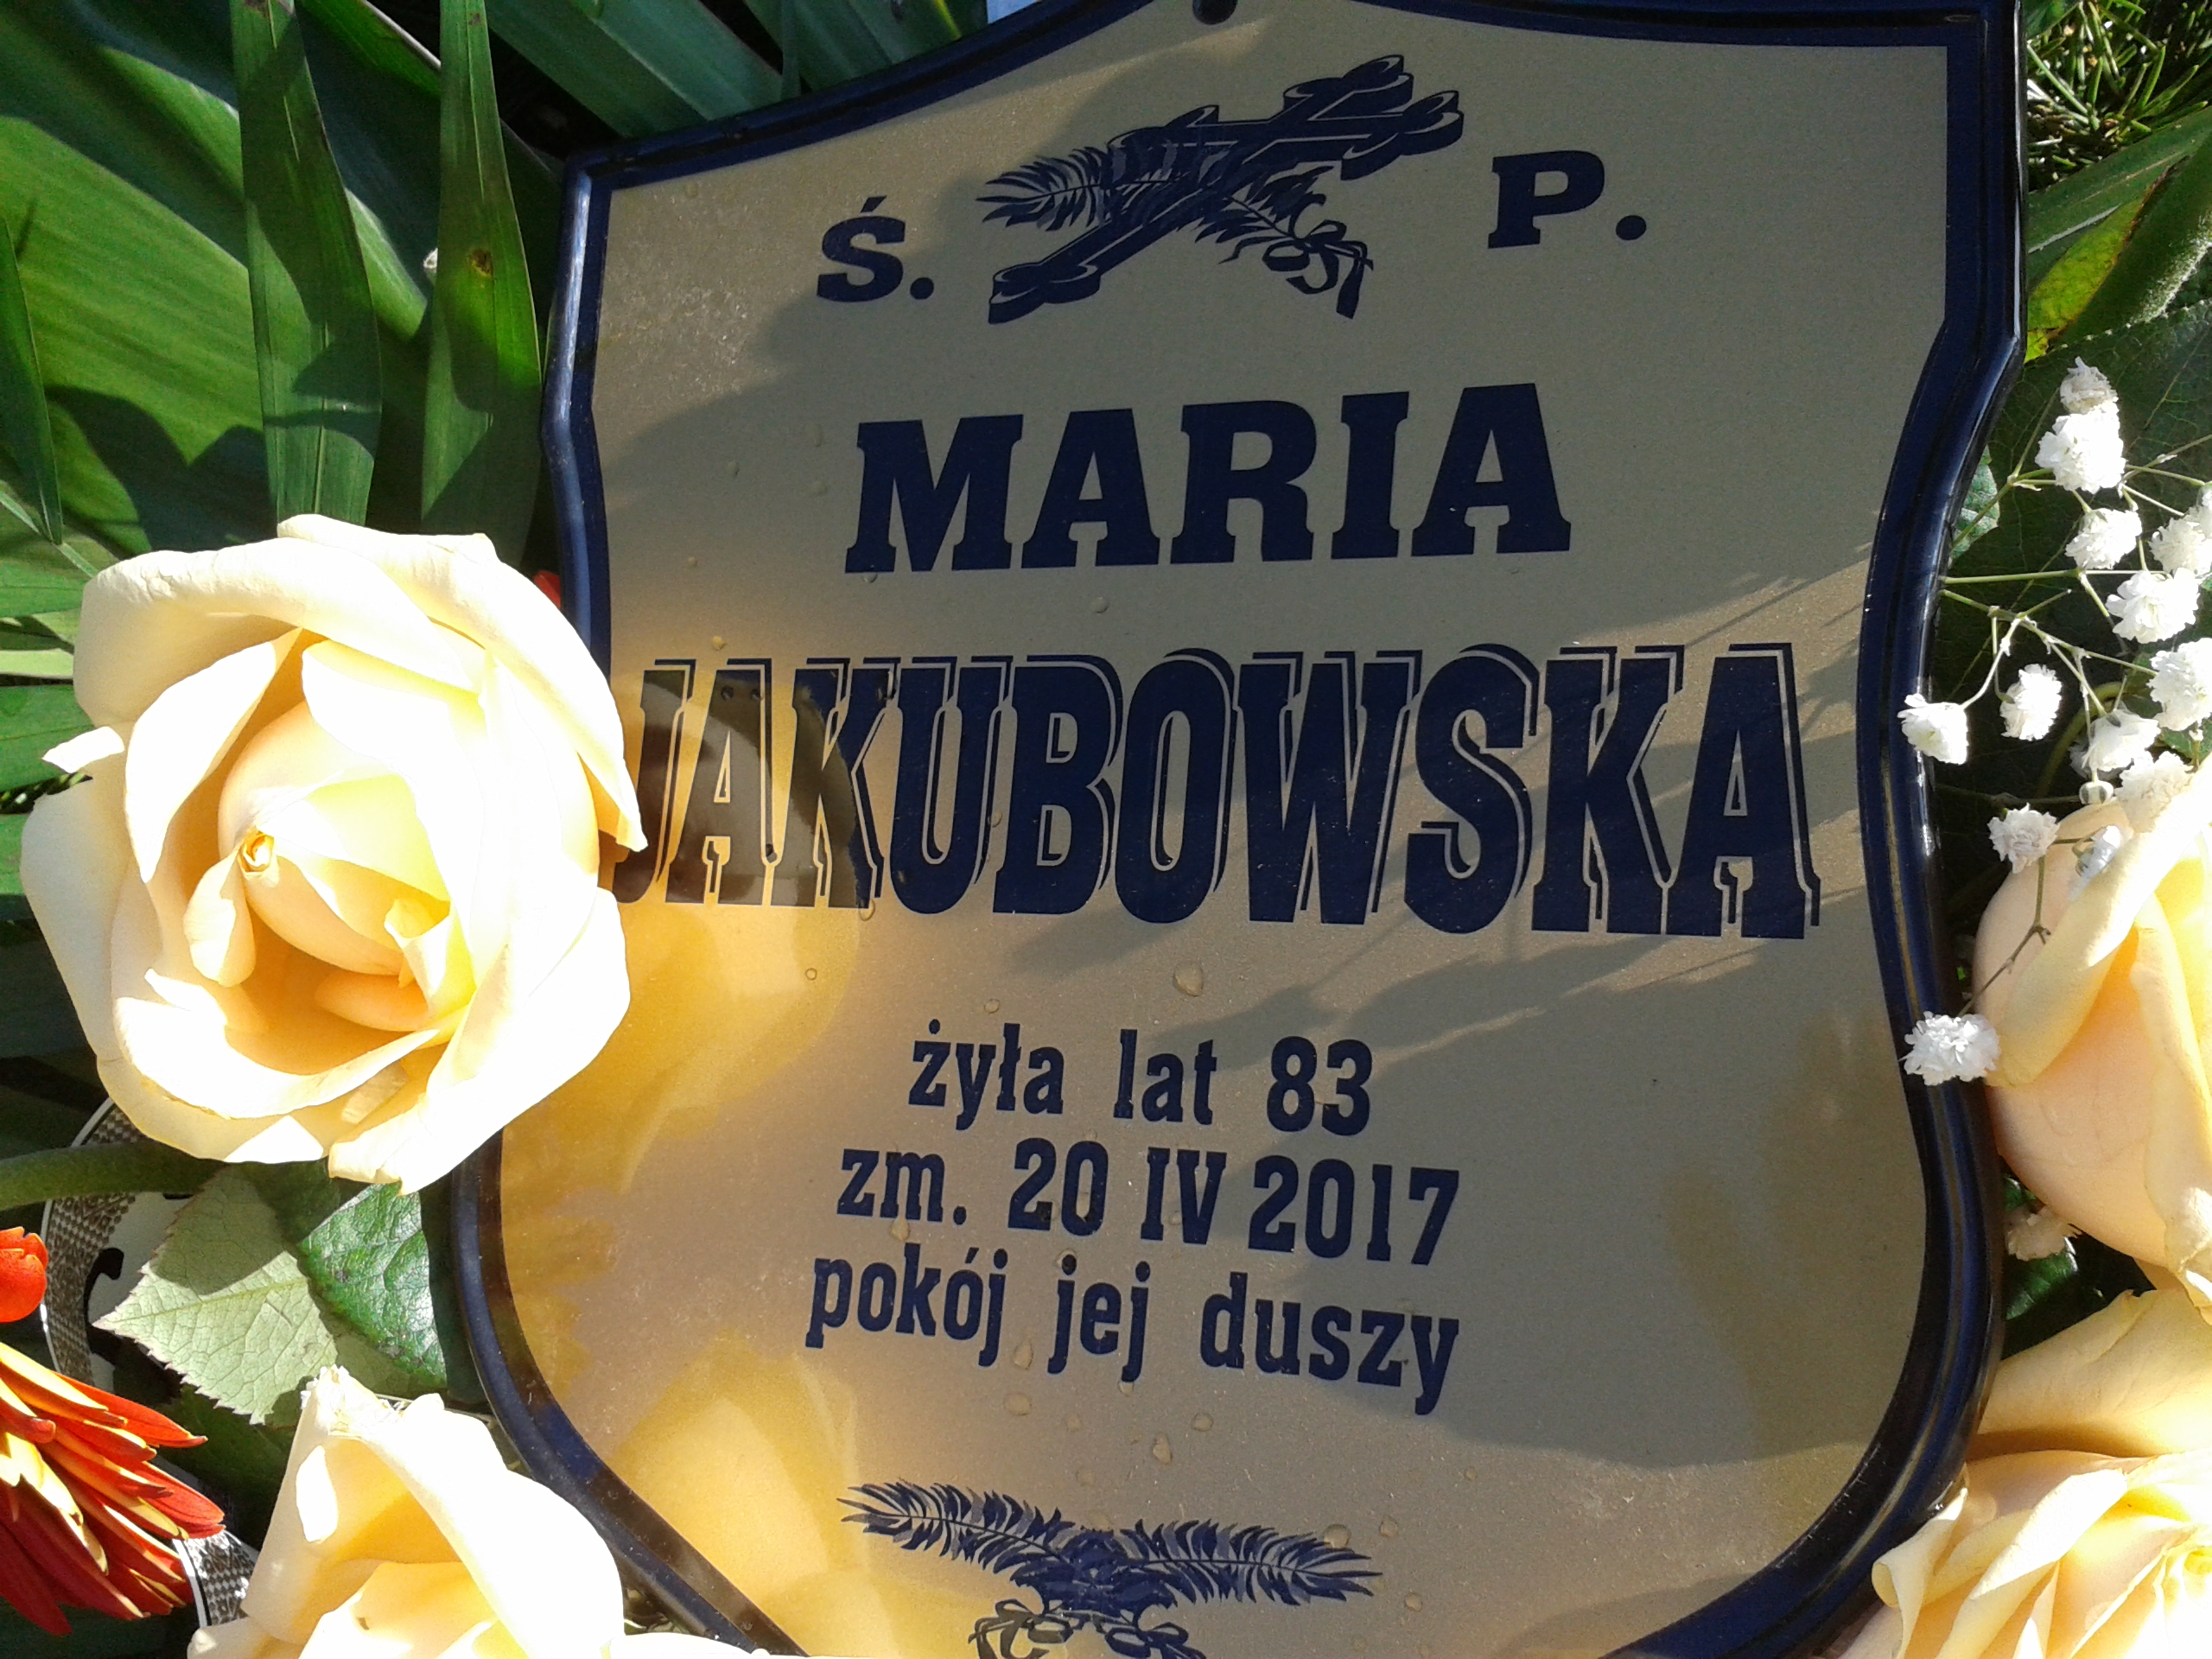 Ś. P.
MARIA
JAKUBOWSKA
żyła lat 83
zm. 20 IV 2017
pokój jej duszy